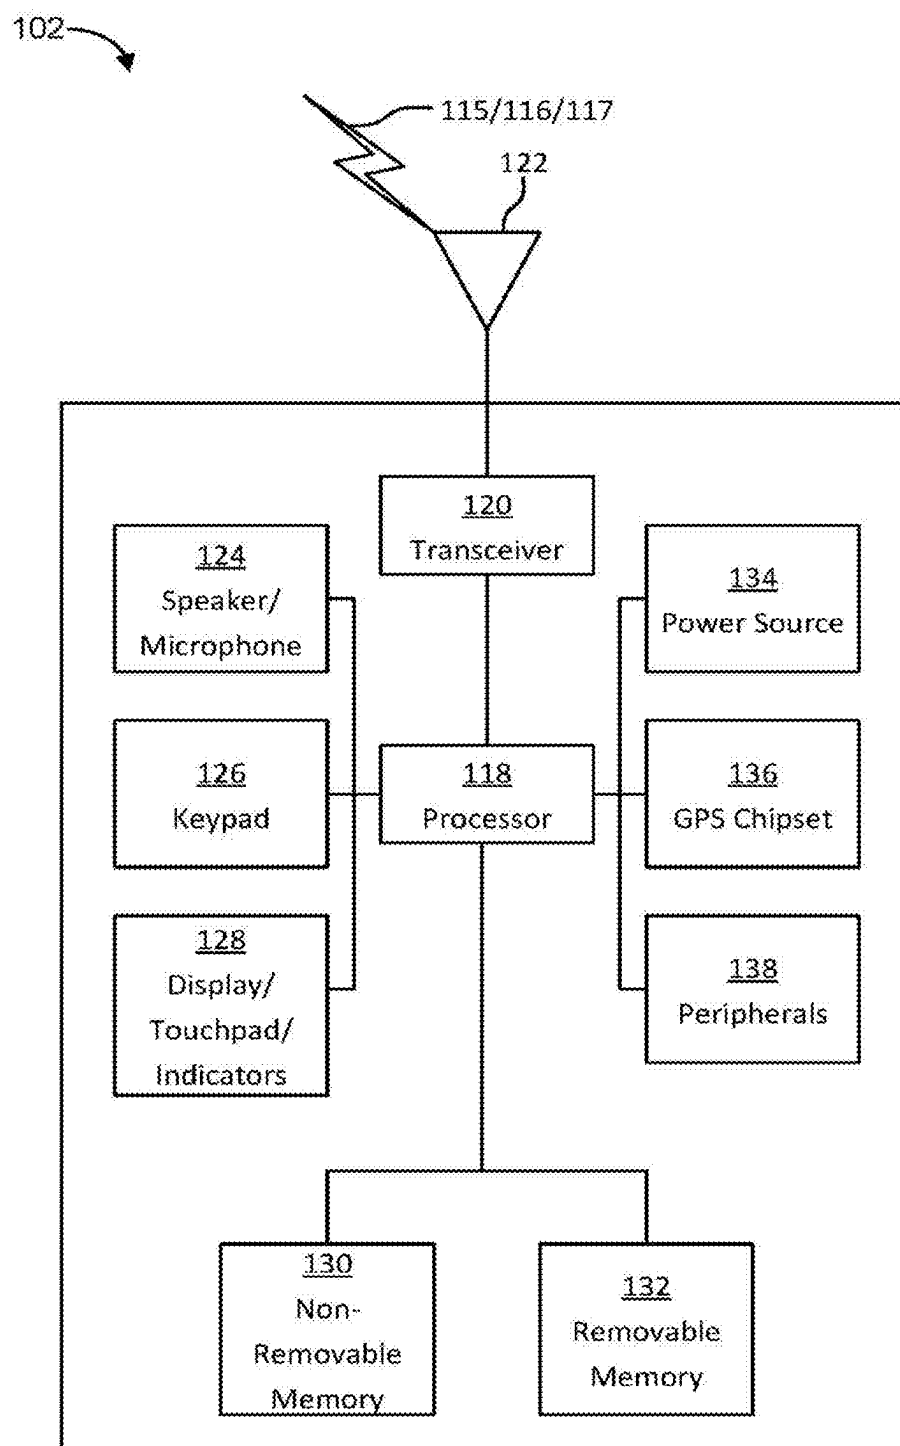 102
115/116/117
122
120
Transceiver
124
Speaker/
Microphone
134
Power Source
126
Keypad
118
Processor
136
GPS Chipset
128
Display/
Touchpad/
Indicators
138
Peripherals
130
Non-
Removable
Memory
132
Removable
Memory